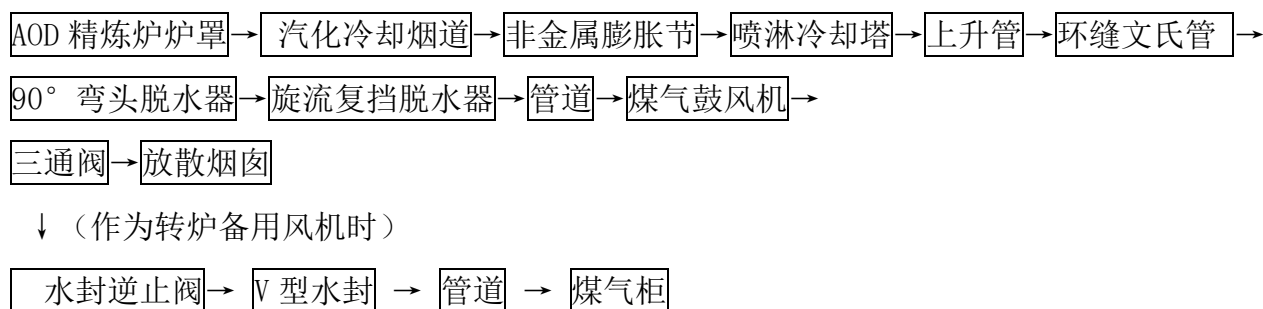 AOD 精炼炉炉罩→ 汽化冷却烟道→非金属膨胀节→喷淋冷却塔→上升管→环缝文氏管 →
90° 弯头脱水器→旋流复挡脱水器→管道→煤气鼓风机→
三通阀→放散烟囱
↓（作为转炉备用风机时）
水封逆止阀→ V 型水封 → 管道 → 煤气柜